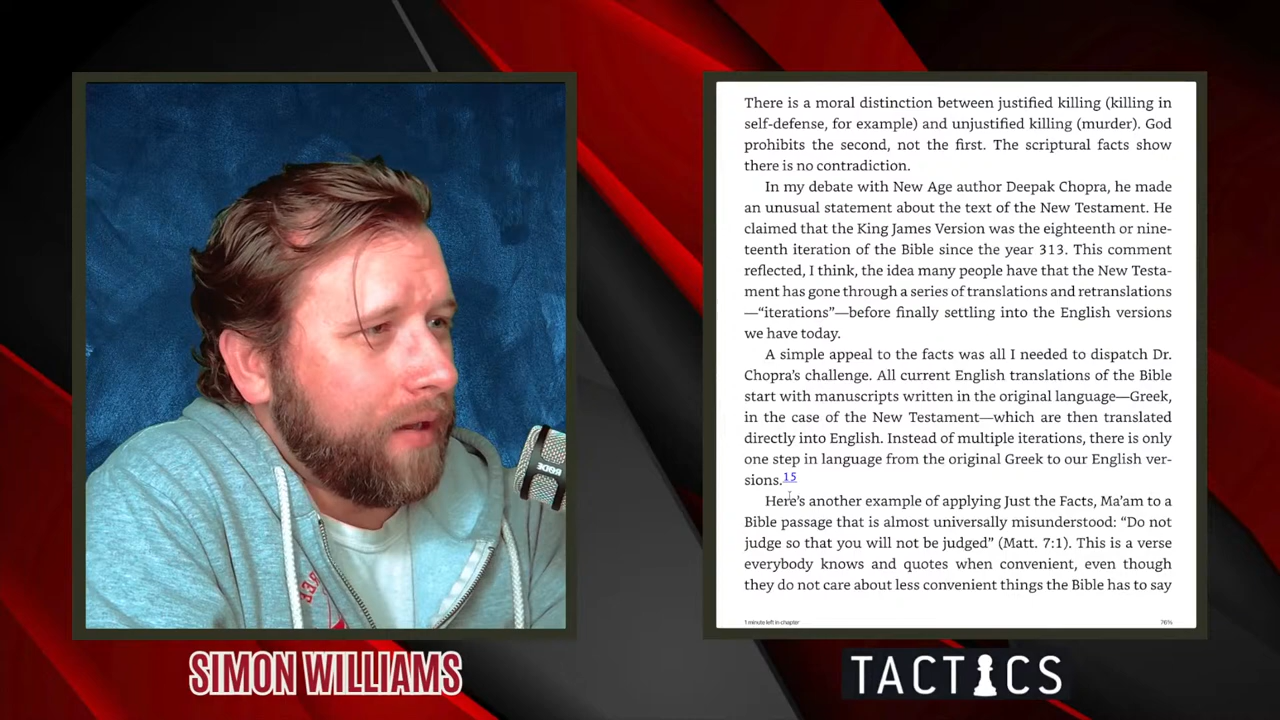 There is a moral distinction between justified killing (killing in
self-defense, for example) and unjustified killing (murder). God
prohibits the second, not the first. The scriptural facts show
there is no contradiction.
In my debate with New Age author Deepak Chopra, he made
an unusual statement about the text of the New Testament. He
claimed that the King James Version was the eighteenth or nine-
teenth iteration of the Bible since the year 313. This comment
reflected, I think, the idea many people have that the New Testa-
ment has gone through a series of translations and retranslations
—“iterations”—before finally settling into the English versions
we have today.
A simple appeal to the facts was all I needed to dispatch Dr.
Chopra’s challenge. All current English translations of the Bible
start with manuscripts written in the original language—Greek,
in the case of the New Testament—which are then translated
directly into English. Instead of multiple iterations, there is only
one step in language from the original Greek to our English ver-
sions.15
Here’s another example of applying Just the Facts, Ma’am to a
Bible passage that is almost universally misunderstood: “Do not
judge so that you will not be judged” (Matt. 7:1). This is a verse
everybody knows and quotes when convenient, even though
they do not care about less convenient things the Bible has to say
1 minute left in chapter
76%
RØDE
SIMON WILLIAMS
TACTICS